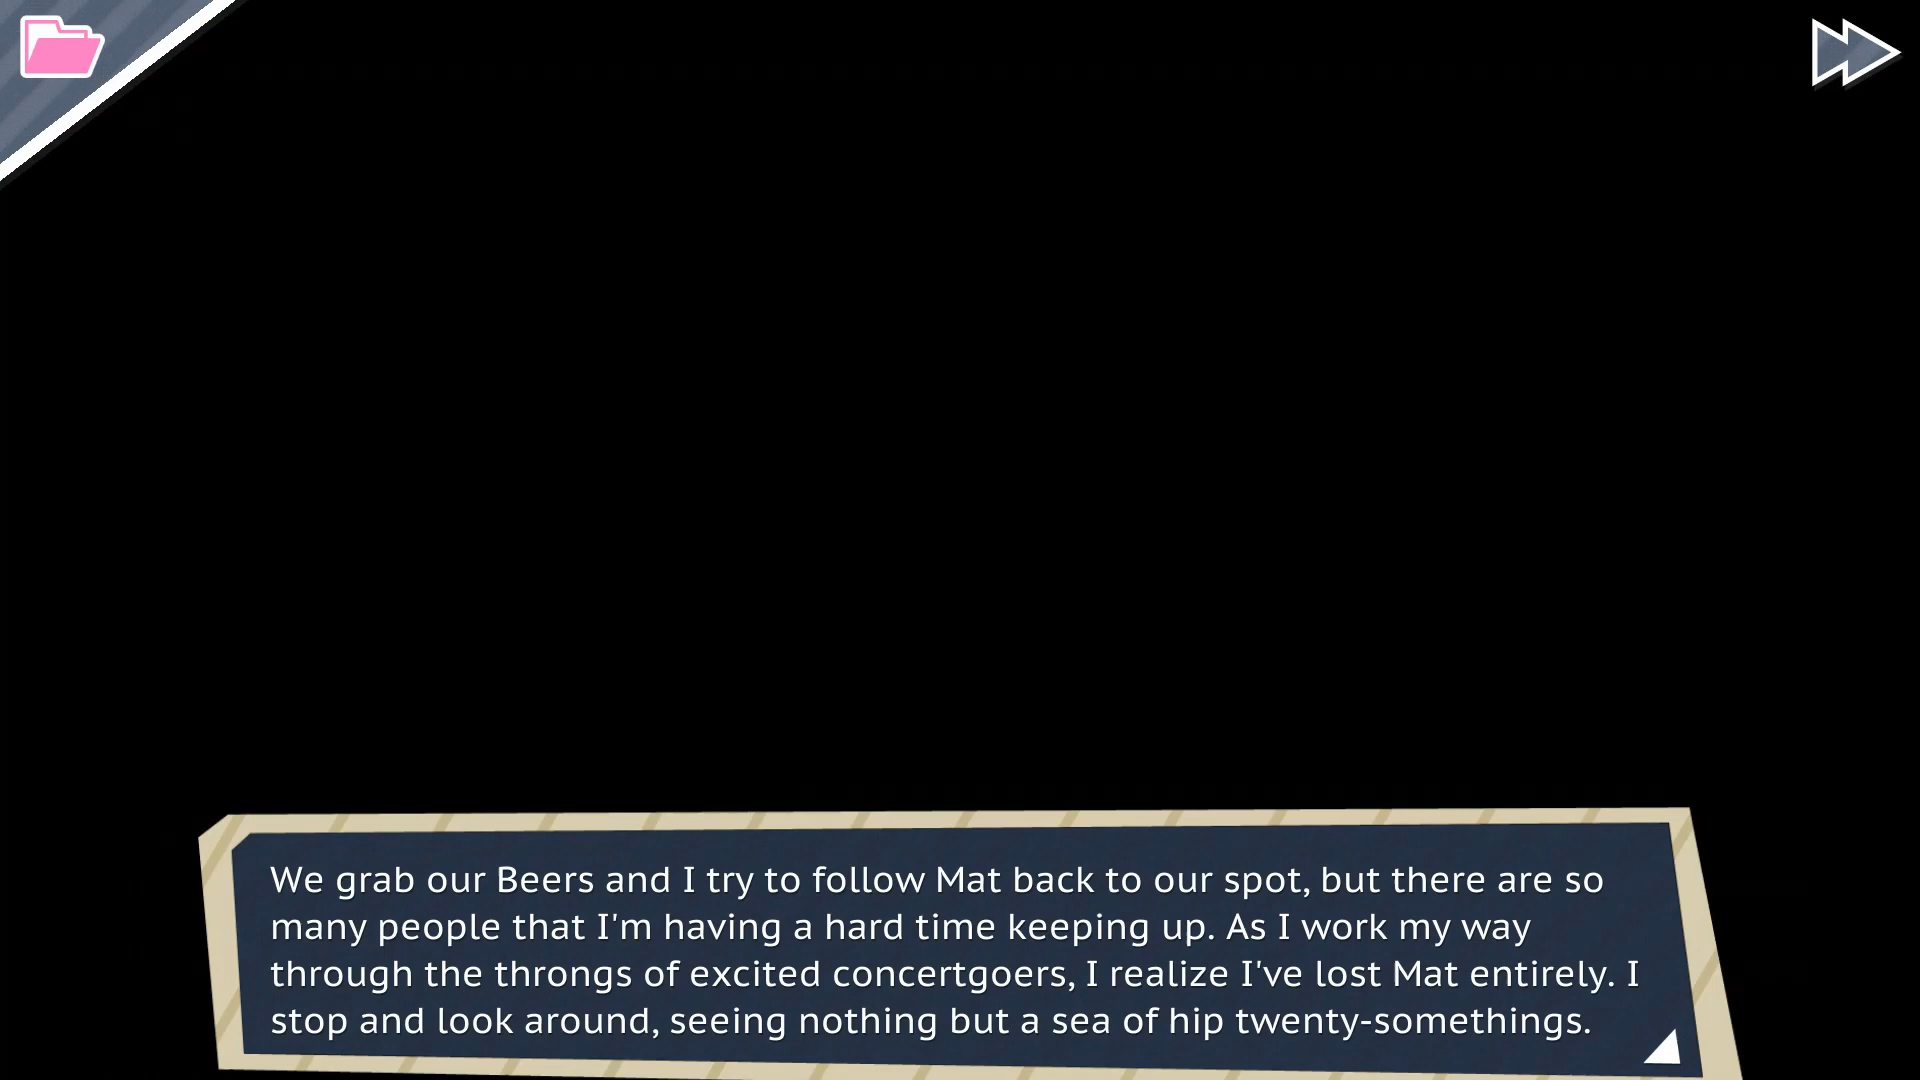 We grab our Beers and I try to follow Mat back to our spot, but there are so
many people that I'm having a hard time keeping up. As I work my way
through the throngs of excited concertgoers, I realize I've lost Mat entirely. I
stop and look around, seeing nothing but a sea of hip twenty-somethings.